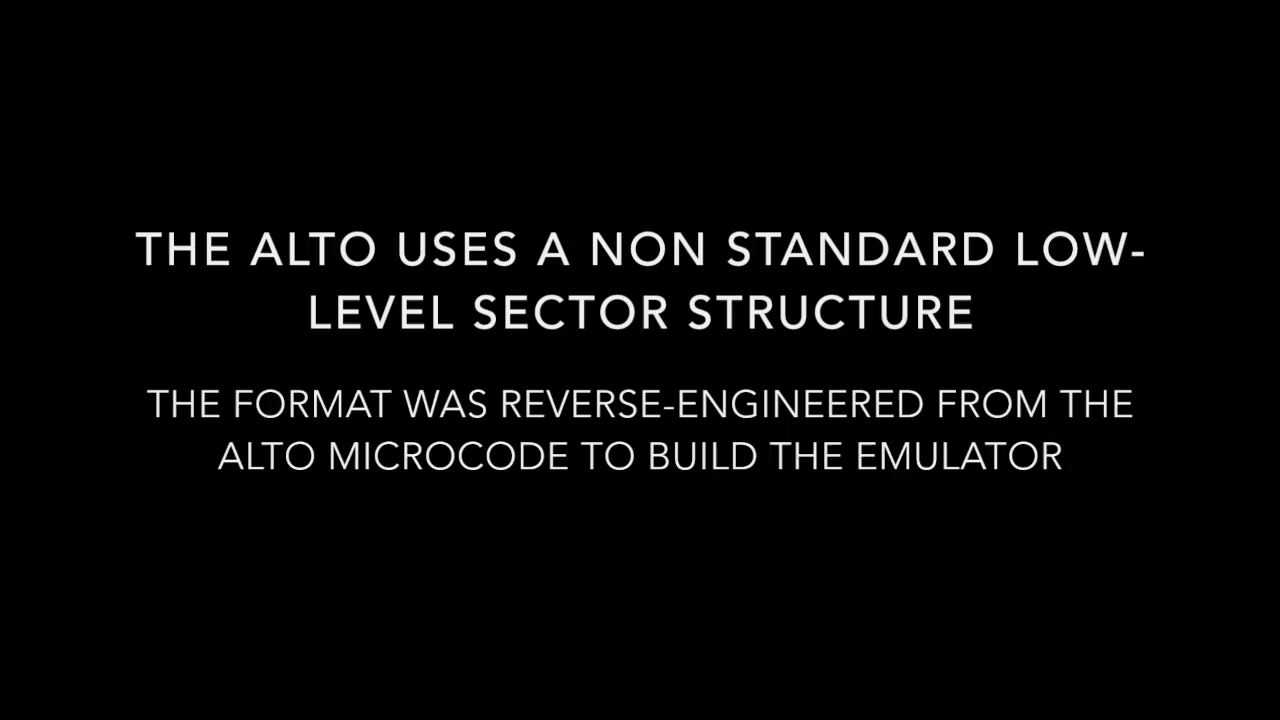 THE ALTO USES A NON STANDARD LOW-
LEVEL SECTOR STRUCTURE
THE FORMAT WAS REVERSE-ENGINEERED FROM THE
ALTO MICROCODE TO BUILD THE EMULATOR